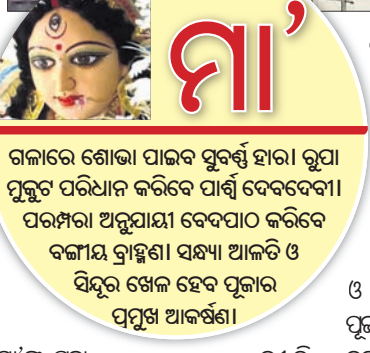 ମା’
ଗଳାରେ ଶୋଭା ପାଇବ ସୁବର୍ଣ୍ଣ ହାର। ରୁପା
ମୁକୁଟ ପରିଧାନ କରିବେ ପାର୍ଶ୍ୱ ଦେବଦେବୀ।
ପରମ୍ପରା ଅନୁଯାୟୀ ବେଦପାଠ କରିବେ
ବଙ୍ଗୀୟ ବ୍ରାହ୍ମଣ। ସନ୍ଧ୍ୟା ଆଳତି ଓ
ସିନ୍ଦୂର ଖେଳ ହେବ ପୂଜାର
ପ୍ରମୁଖ ଆକର୍ଷଣ।
ଓ